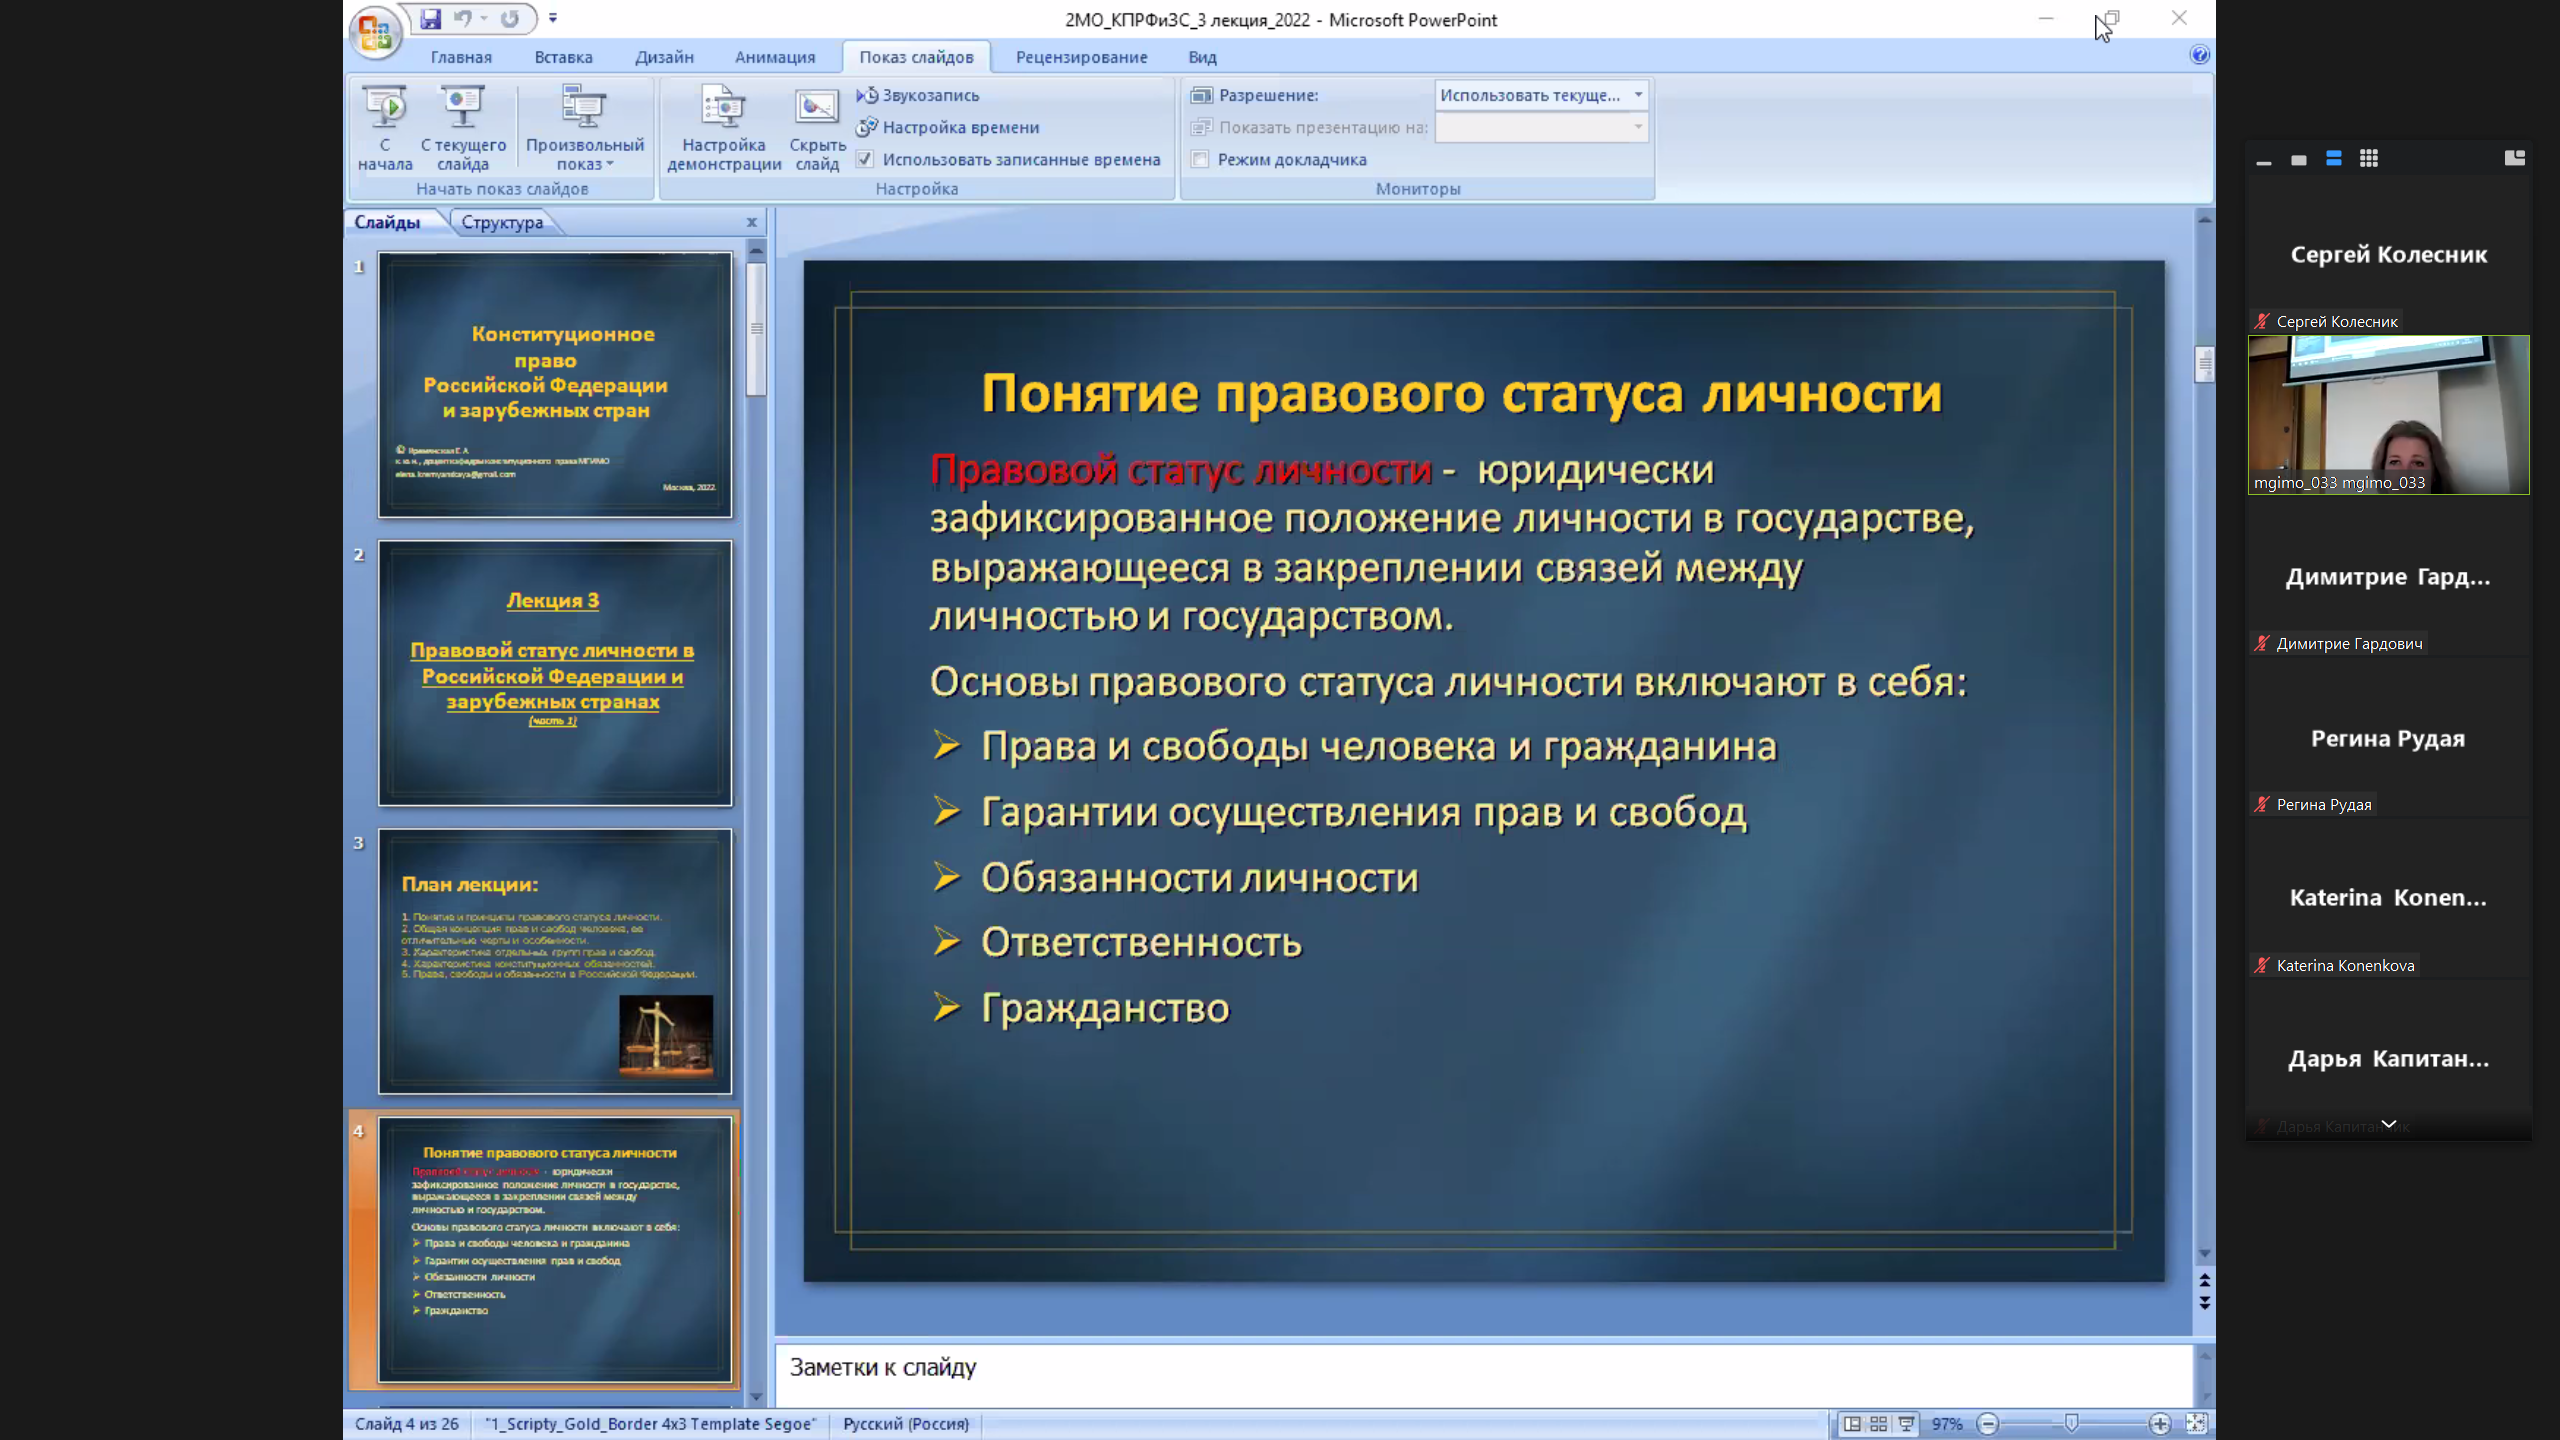 2МО_КПРФиЗС_3 лекция_2022 - Microsoft PowerPoint
Главная Вставка Дизайн Анимация Показ слайдов Рецензирование Вид
С начала
С текущего слайда
Произвольный показ
Начать показ слайдов
Настройка демонстрации
Скрыть слайд
Звукозапись
Настройка времени
Использовать записанные времена
Настройка
Разрешение: Использовать текуще...
Показать презентацию на:
Режим докладчика
Мониторы
Слайды Структура
1
Конституционное
право
Российской Федерации
и зарубежных стран
к. ю. н., доцент кафедры конституционного права МГИМО
Москва, 2022
2
Лекция 3
Правовой статус личности в
Российской Федерации и
зарубежных странах
(часть 1)
3
План лекции:
1. Понятие и принципы правового статуса личности.
2. Общая концепция прав и свобод человека, ее
отличительные черты и особенности.
3. Характеристика отдельных групп прав и свобод.
4. Характеристика конституционных обязанностей.
5. Права, свободы и обязанности в Российской Федерации.
4
Понятие правового статуса личности
Правовой статус личности - юридически
зафиксированное положение личности в государстве,
выражающееся в закреплении связей между
личностью и государством.
Основы правового статуса личности включают в себя:
Права и свободы человека и гражданина
Гарантии осуществления прав и свобод
Обязанности личности
Ответственность
Гражданство
Понятие правового статуса личности
Правовой статус личности - юридически
зафиксированное положение личности в государстве,
выражающееся в закреплении связей между
личностью и государством.
Основы правового статуса личности включают в себя:
Права и свободы человека и гражданина
Гарантии осуществления прав и свобод
Обязанности личности
Ответственность
Гражданство
Заметки к слайду
Слайд 4 из 26 "1_Scripty_Gold_Border 4x3 Template Segoe" Русский (Россия) 97%
Сергей Колесник
Сергей Колесник
mgimo_033 mgimo_033
Димитрие Гард...
Димитрие Гардович
Регина Рудая
Регина Рудая
Katerina Konen...
Katerina Konenkova
Дарья Капитан...